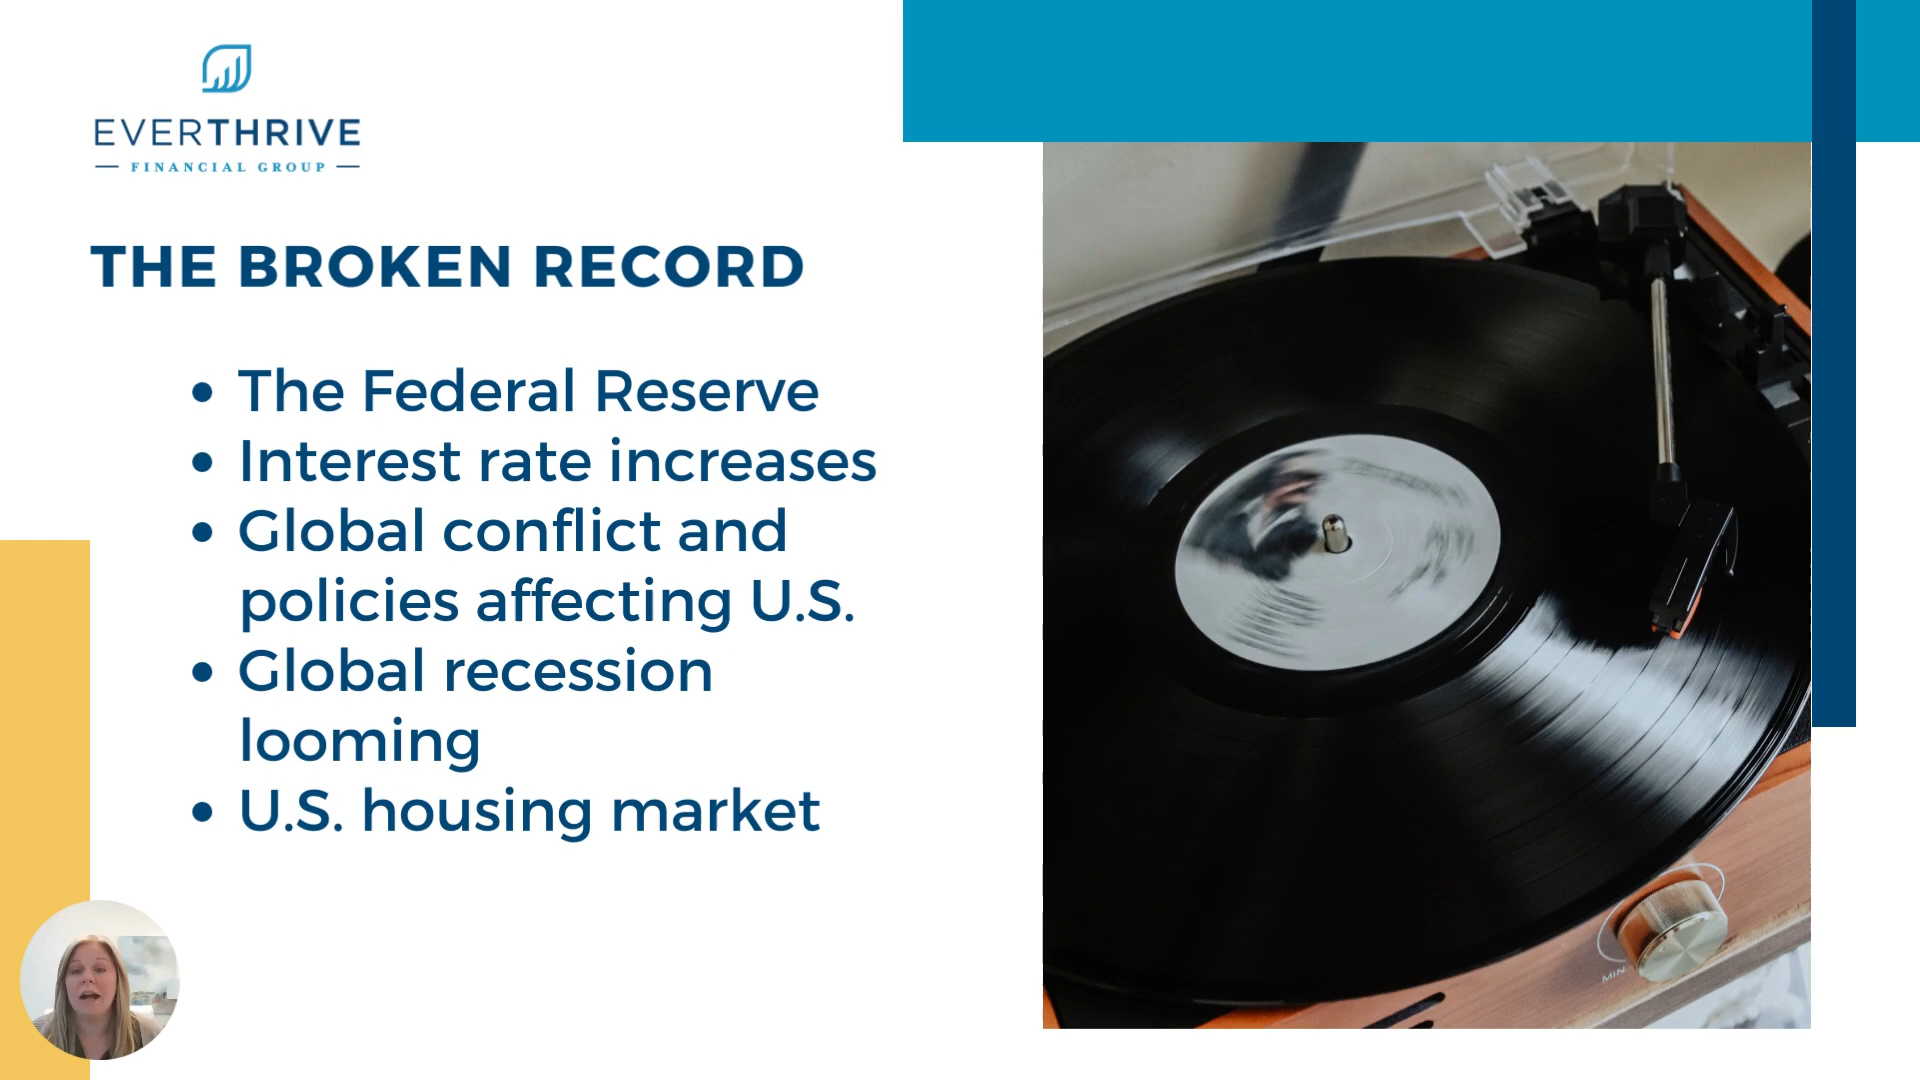 EVERTHRIVE
FINANCIAL GROUP
THE BROKEN RECORD
• The Federal Reserve
• Interest rate increases
• Global conflict and
policies affecting U.S.
• Global recession
looming
• U.S. housing market
MIN